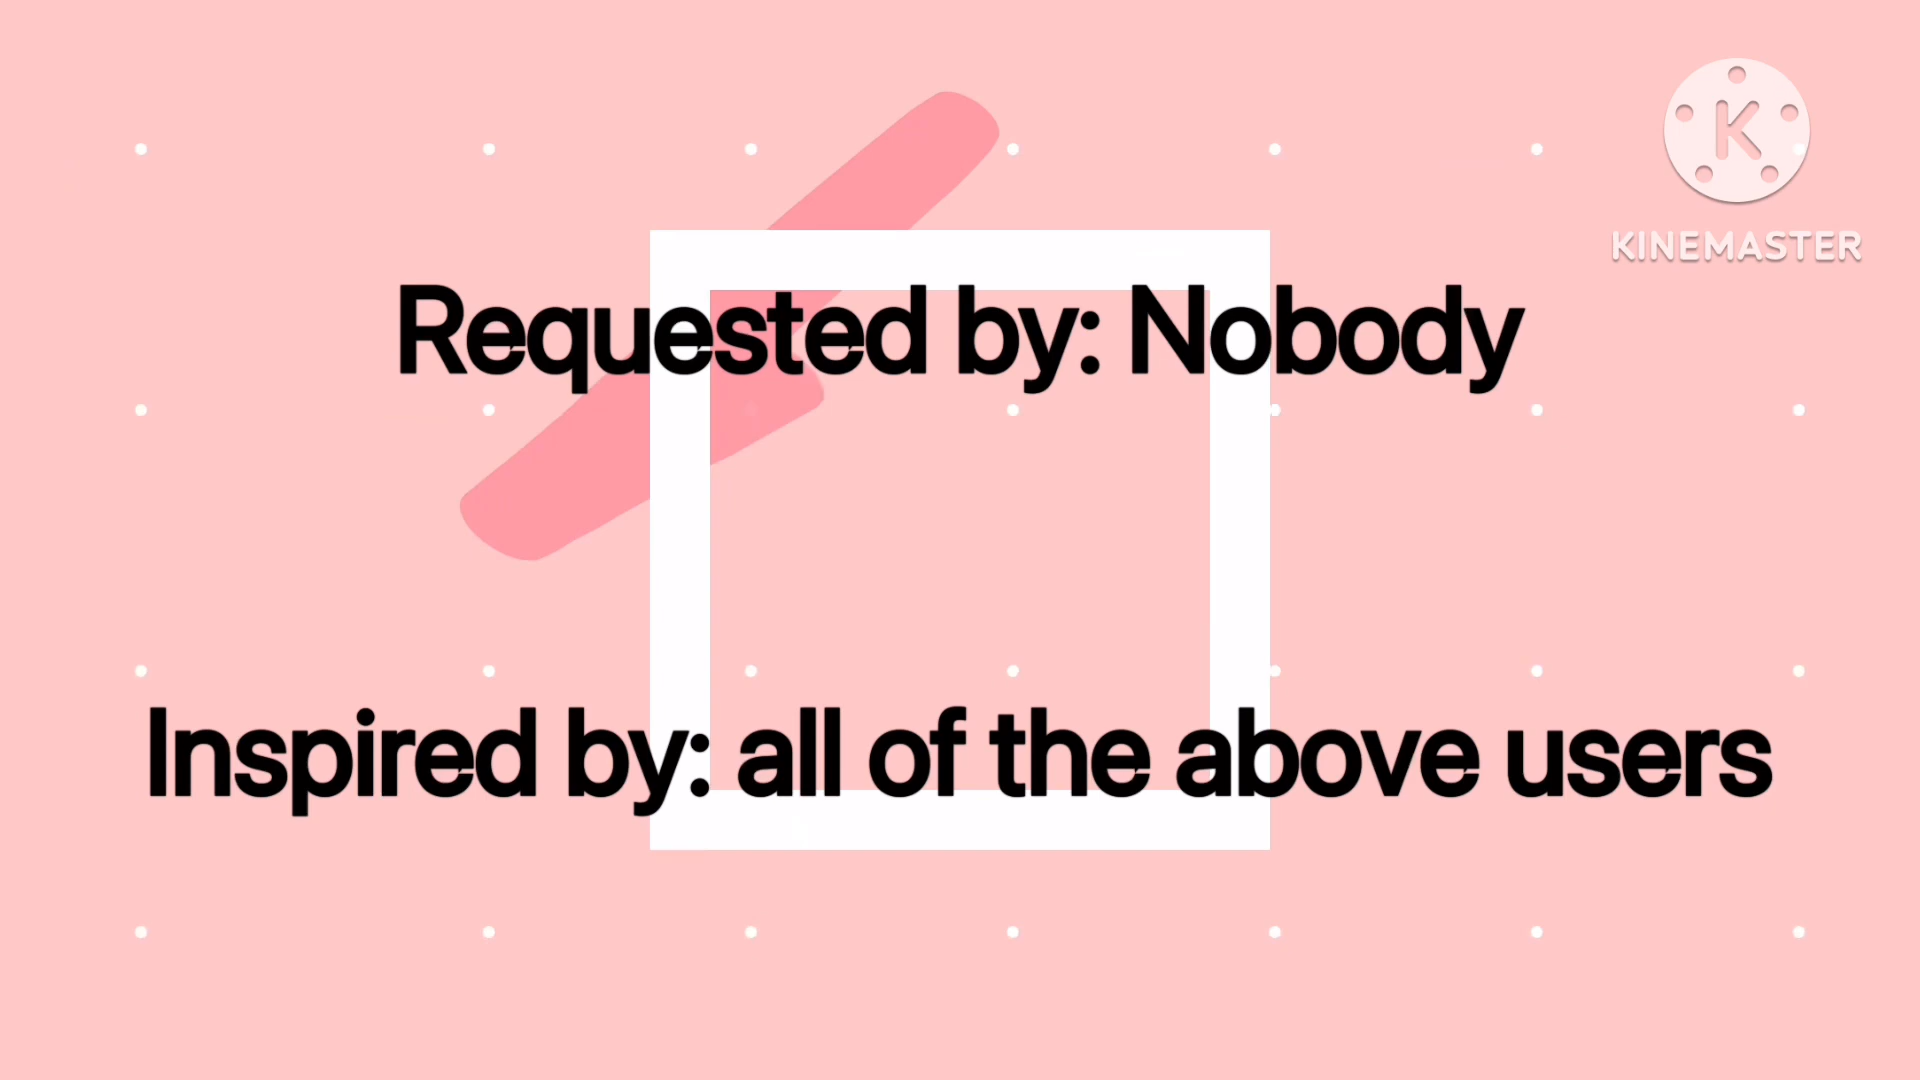 K
KINEMASTER
Requested by: Nobody
Inspired by: all of the above users